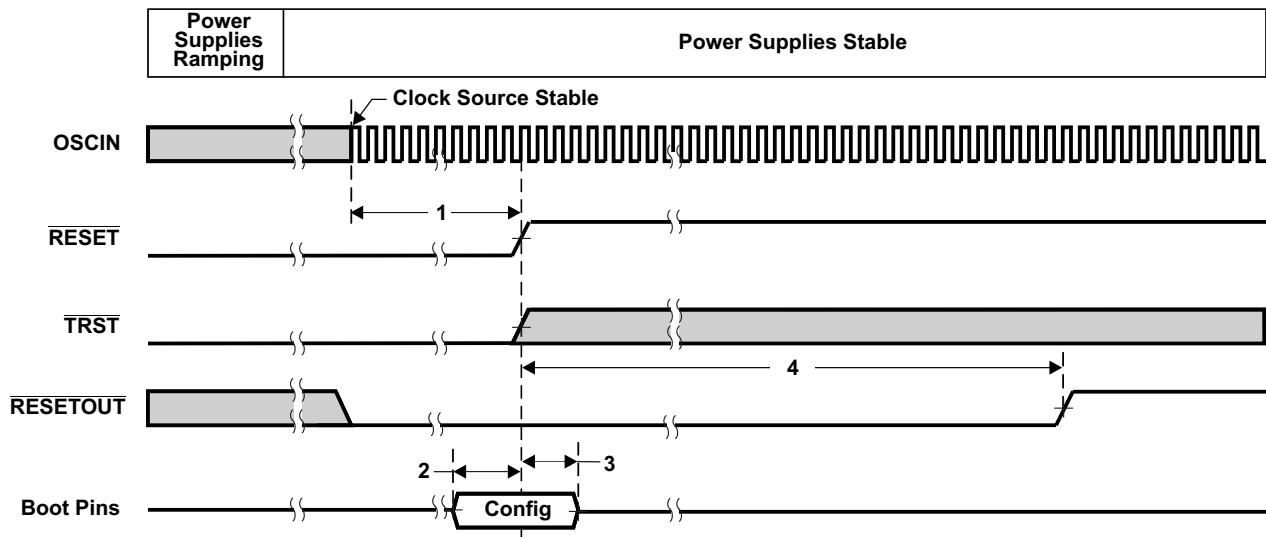 Power
Supplies
Ramping
Power Supplies Stable
Clock Source Stable
OSCIN
1
RESET
TRST
4
RESETOUT
2
3
Boot Pins
Config